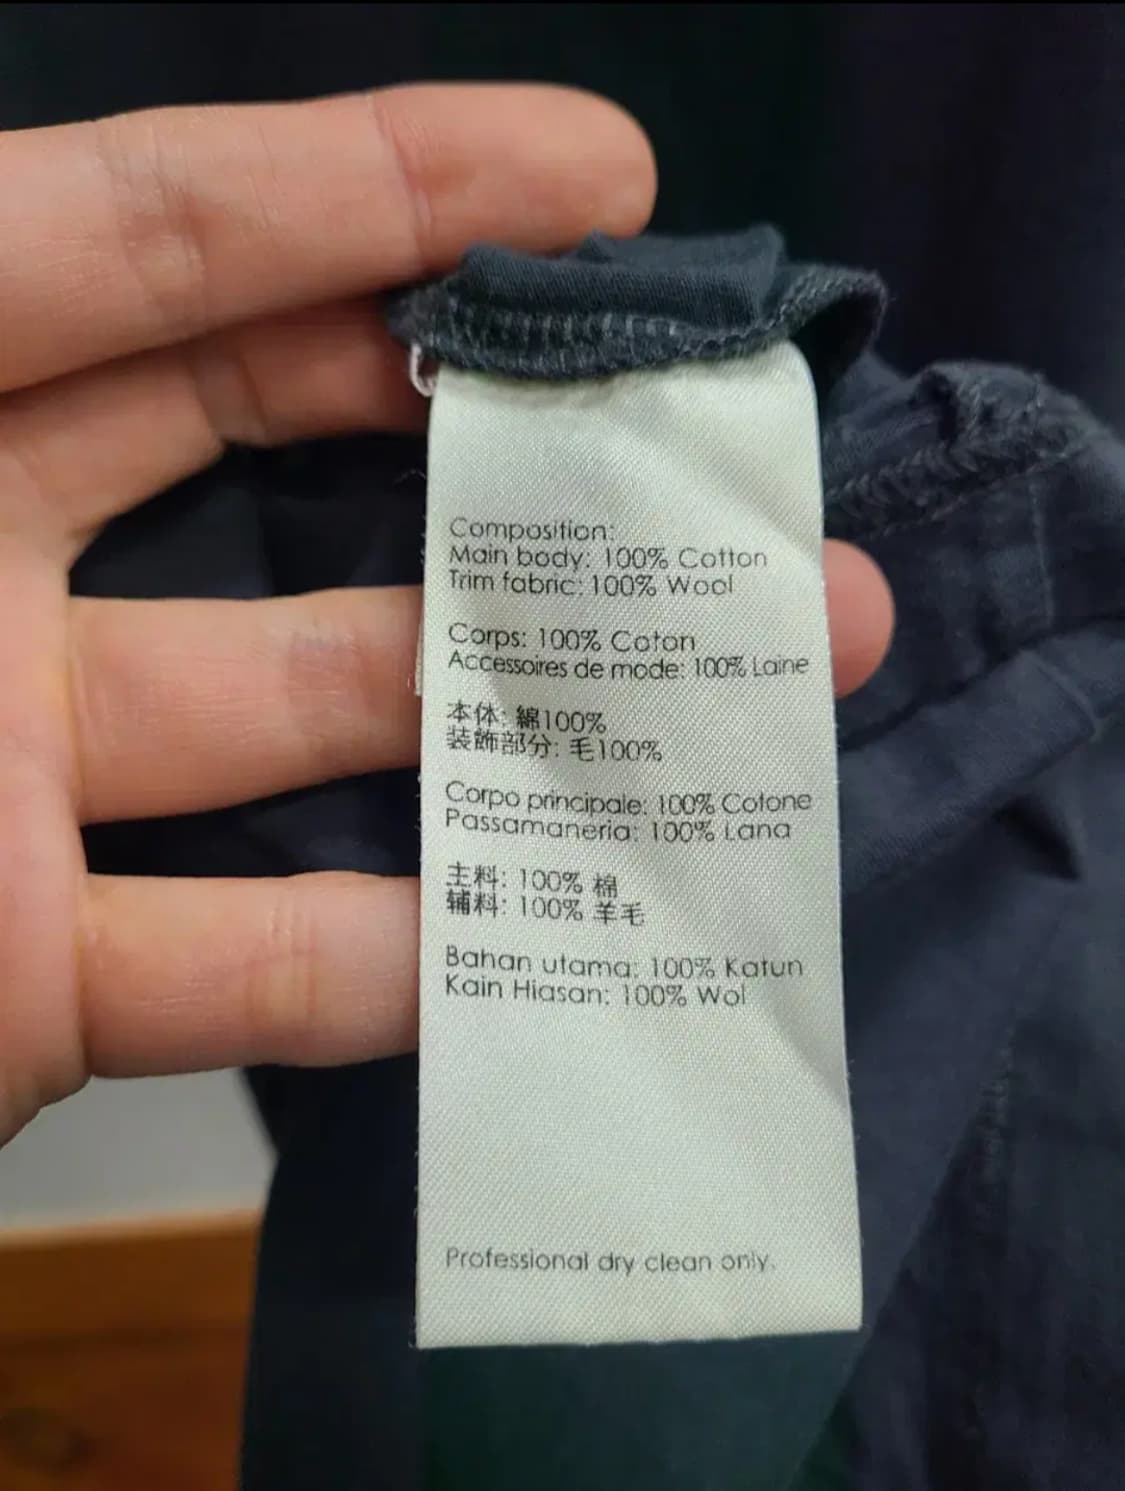 Composition:
Main body: 100% Cotton
Trim fabric: 100% Wool
Corps: 100% Coton
Accessoires de mode: 100% Laine
本体: 綿100%
装飾部分: 毛100%
Corpo principale: 100% Cotone
Passamaneria: 100% Lana
主料: 100% 棉
辅料: 100% 羊毛
Bahan utama: 100% Katun
Kain Hiasan: 100% Wol
Professional dry clean only.